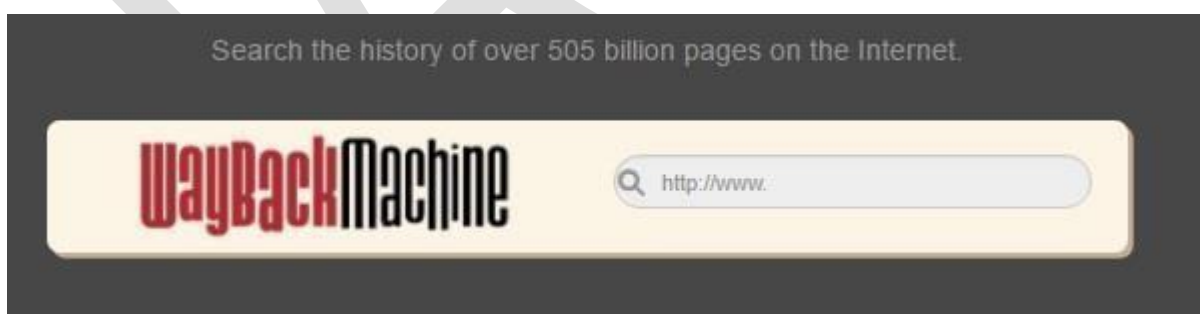 Search the history of over 505 billion pages on the Internet.
WayBackMachine
http://www.